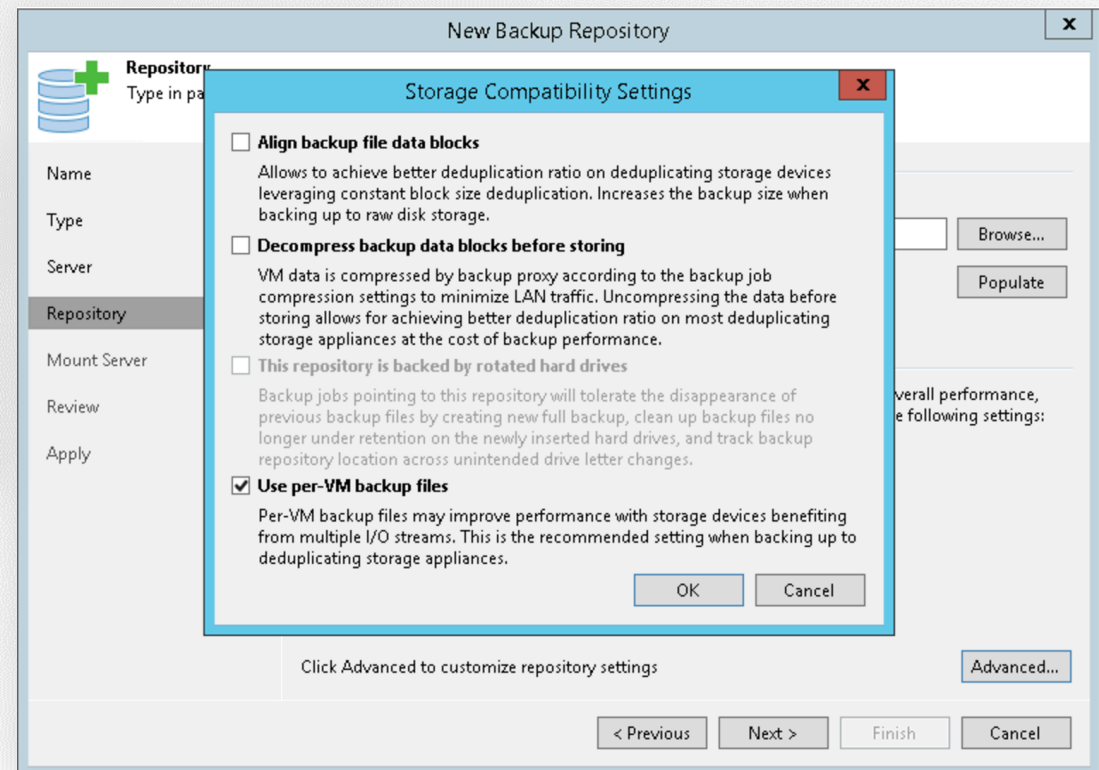 New Backup Repository
x
Repository
Type in pa
Storage Compatibility Settings
x
Align backup file data blocks
Allows to achieve better deduplication ratio on deduplicating storage devices
leveraging constant block size deduplication. Increases the backup size when
backing up to raw disk storage.
Decompress backup data blocks before storing
VM data is compressed by backup proxy according to the backup job
compression settings to minimize LAN traffic. Uncompressing the data before
storing allows for achieving better deduplication ratio on most deduplicating
storage appliances at the cost of backup performance.
This repository is backed by rotated hard drives
Backup jobs pointing to this repository will tolerate the disappearance of
previous backup files by creating new full backup, clean up backup files no
longer under retention on the newly inserted hard drives, and track backup
repository location across unintended drive letter changes.
Use per-VM backup files
Per-VM backup files may improve performance with storage devices benefiting
from multiple I/O streams. This is the recommended setting when backing up to
deduplicating storage appliances.
OK
Cancel
Name
Type
Server
Repository
Mount Server
Review
Apply
Browse...
Populate
verall performance,
e following settings:
Click Advanced to customize repository settings
Advanced...
< Previous
Next >
Finish
Cancel